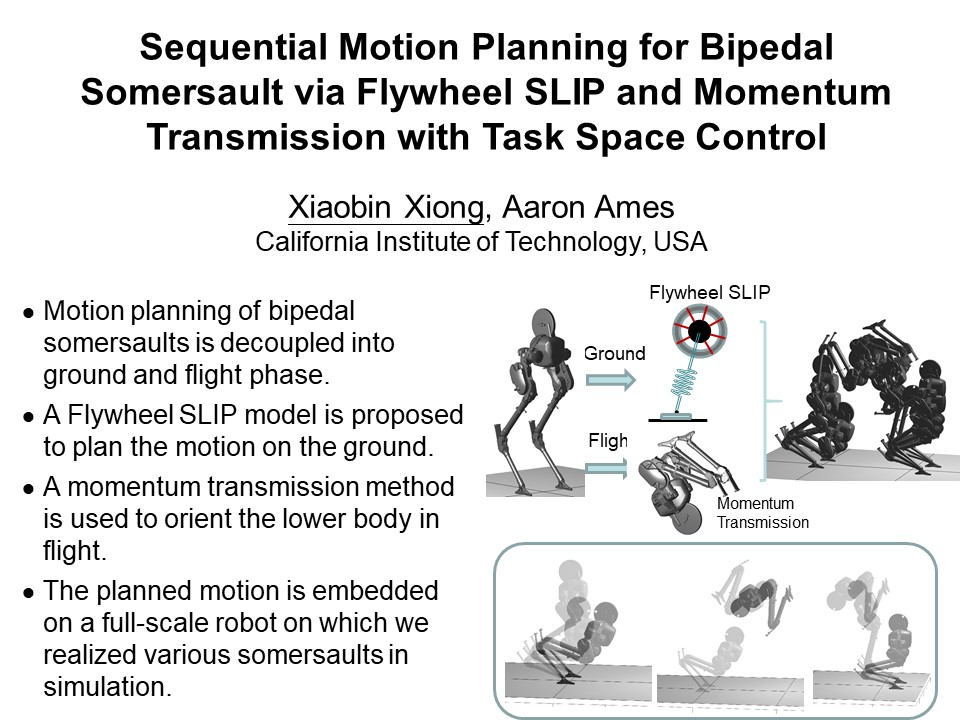 Sequential Motion Planning for Bipedal
Somersault via Flywheel SLIP and Momentum
Transmission with Task Space Control
Xiaobin Xiong, Aaron Ames
California Institute of Technology, USA
• Motion planning of bipedal
somersaults is decoupled into
ground and flight phase.
• A Flywheel SLIP model is proposed
to plan the motion on the ground.
• A momentum transmission method
is used to orient the lower body in
flight.
• The planned motion is embedded
on a full-scale robot on which we
realized various somersaults in
simulation.
Flywheel SLIP
Ground
Fligh
Momentum
Transmission